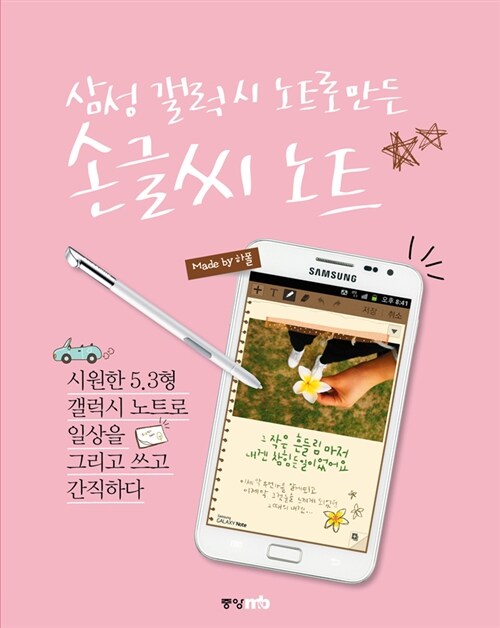 삼성 갤럭시 노트로 만든
손글씨 노트
Made by 하몰
SAMSUNG
오후 8:41
T
저장 취소
그 작은 흔들림마저
내겐 참 힘든 일이었어요
Samsung
GALAXY Note
시원한 5.3형
갤럭시 노트로
일상을
그리고 쓰고
간직하다
중앙mb